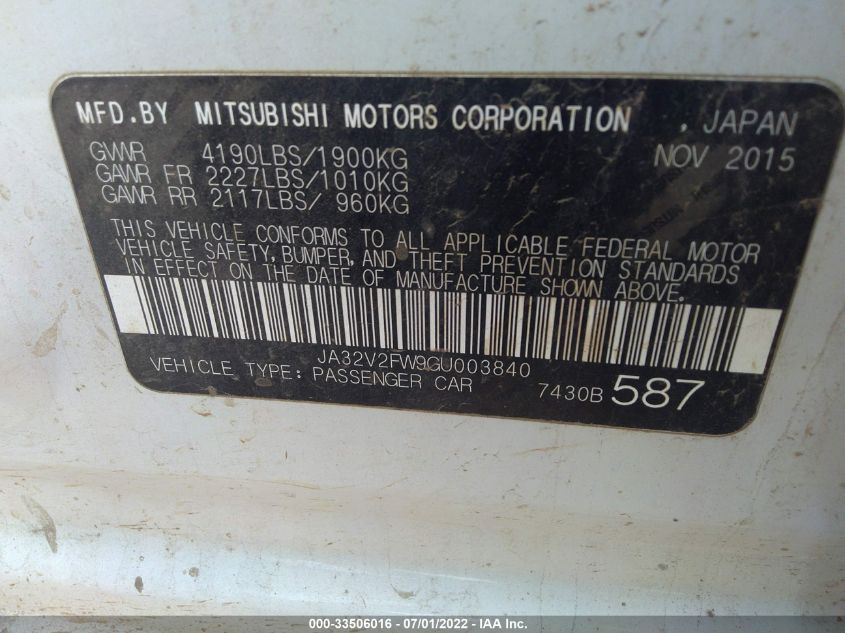 MFD.BY MITSUBISHI MOTORS CORPORATION , JAPAN
GVWR 4190LBS/1900KG NOV 2015
GAWR FR 2227LBS/1010KG
GAWR RR 2117LBS/ 960KG
THIS VEHICLE CONFORMS TO ALL APPLICABLE FEDERAL MOTOR
VEHICLE SAFETY, BUMPER, AND THEFT PREVENTION STANDARDS
IN EFFECT ON THE DATE OF MANUFACTURE SHOWN ABOVE.
JA32V2FW9GU003840
VEHICLE TYPE: PASSENGER CAR 7430B 587
000-33506016 - 07/01/2022 - IAA Inc.